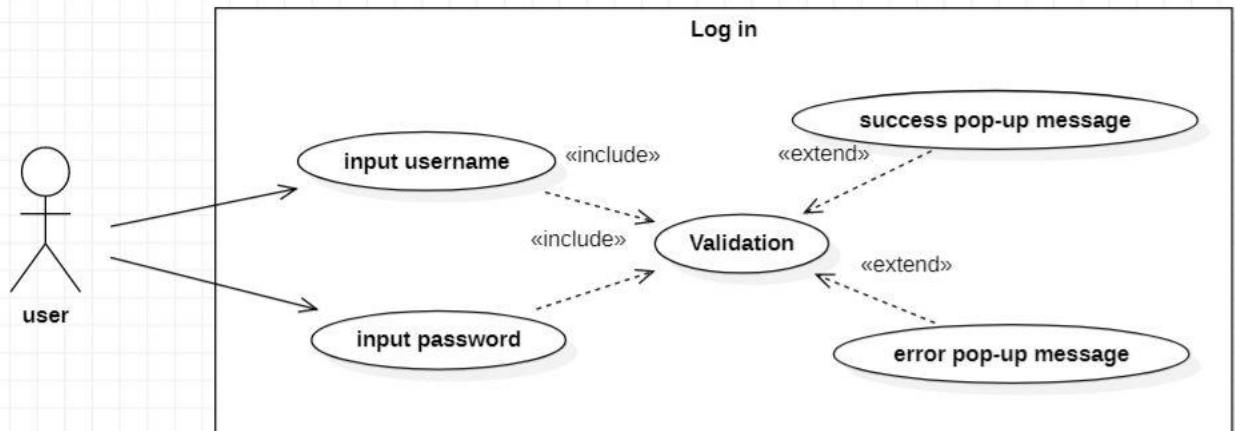 Log in
success pop-up message
input username
«include»
«extend»
«include»
Validation
«extend»
user
input password
error pop-up message